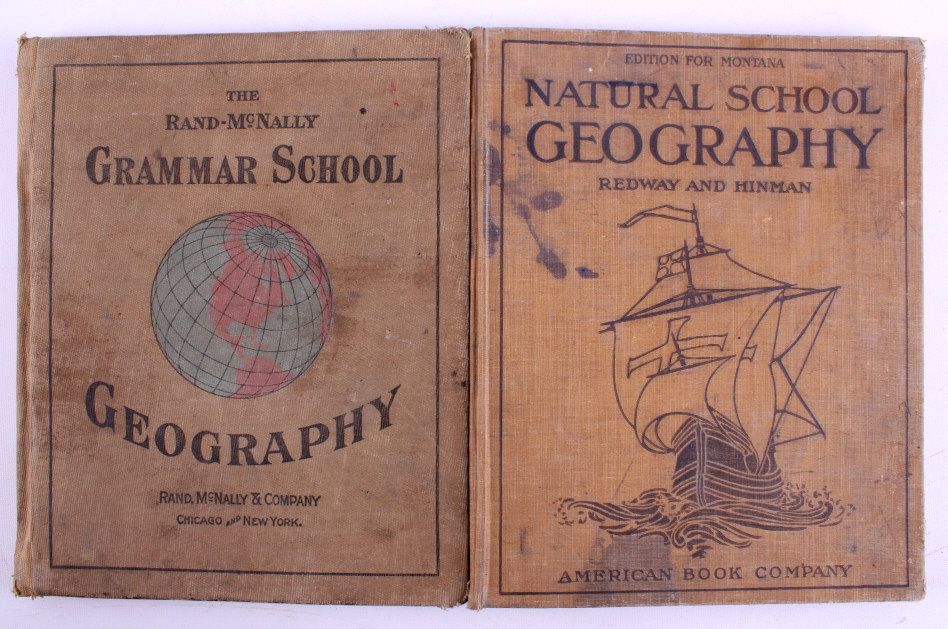 THE
RAND-McNALLY
GRAMMAR SCHOOL
GEOGRAPHY
RAND, McNALLY & COMPANY
CHICAGO AND NEW YORK.
EDITION FOR MONTANA
NATURAL SCHOOL
GEOGRAPHY
REDWAY AND HINMAN
AMERICAN BOOK COMPANY